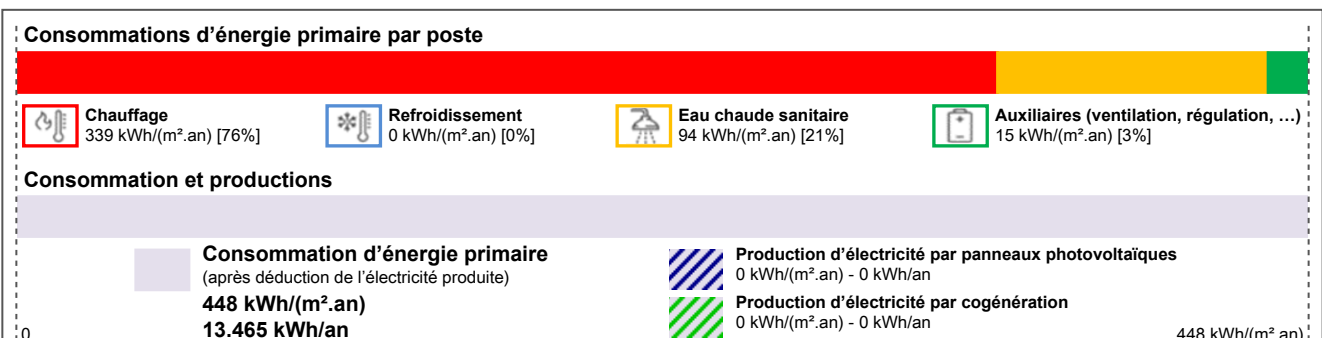 Consommations d’énergie primaire par poste
Chauffage
339 kWh/(m².an) [76%]
Refroidissement
0 kWh/(m².an) [0%]
Eau chaude sanitaire
94 kWh/(m².an) [21%]
Auxiliaires (ventilation, régulation, …)
15 kWh/(m².an) [3%]
Consommation et productions
Consommation d’énergie primaire
(après déduction de l’électricité produite)
448 kWh/(m².an)
13.465 kWh/an
Production d’électricité par panneaux photovoltaïques
0 kWh/(m².an) - 0 kWh/an
Production d’électricité par cogénération
0 kWh/(m².an) - 0 kWh/an
0
448 kWh/(m².an)